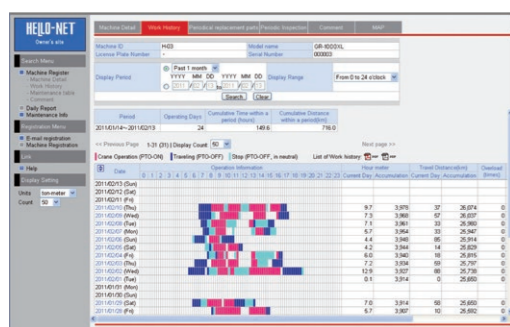 HELLO-NET
Owner's site
Machine Detail Work History Periodical replacement parts Periodic Inspection Comment MAP
Search Menu
Machine Register
- Machine Detail
- Work History
- Maintenance table
- Comment
Daily Report
Maintenance Info
Registration Menu
E-mail registration
Machine Registration
Lists
Help
Display Setting
Units ton-meter
Count 50
Machine ID H03 Model name
License Plate Number - Serial Number
Display Period Past 1 month Display Range From 0 to 24 o'clock
YYYY MM DD to YYYY MM DD
2011 / 02 / 13 2011 / 02 / 13
Search Clear
Period Operating Days Cumulative Time within a period (hours) Cumulative Distance within a period(km)
2011/01/14~2011/02/13 24 149.6 716.0
<< Previous Page 1-31 (31) | Display Count 50 Next page >>
Crane Operation (PTO-ON) Traveling (PTO-OFF) Stop (PTO-OFF, in neutral) List of Work history
Date Operation Information Hour meter Travel Distance(km) Overload (times)
0 1 2 3 4 5 6 7 8 9 10 11 12 13 14 15 16 17 18 19 20 21 22 23 Current Day Accumulation Current Day Accumulation
2011/02/13 (Sun)
2011/02/12 (Sat)
2011/02/11 (Fri)
2011/02/10 (Thu) 9.7 3,978 37 26,074 0
2011/02/09 (Wed) 7.3 3,968 57 26,037 0
2011/02/08 (Tue) 7.1 3,961 33 25,980 0
2011/02/07 (Mon) 5.7 3,954 33 25,947 0
2011/02/06 (Sun) 4.4 3,948 85 25,914 0
2011/02/05 (Sat) 4.2 3,944 14 25,829 0
2011/02/04 (Fri) 6.0 3,940 18 25,815 0
2011/02/03 (Thu) 7.2 3,934 59 25,797 0
2011/02/02 (Wed) 12.9 3,927 88 25,738 0
2011/02/01 (Tue) 0.1 3,914 0 25,650 0
2011/01/31 (Mon)
2011/01/30 (Sun)
2011/01/29 (Sat) 7.0 3,914 58 25,650 0
2011/01/28 (Fri) 5.7 3,907 10 25,592 0